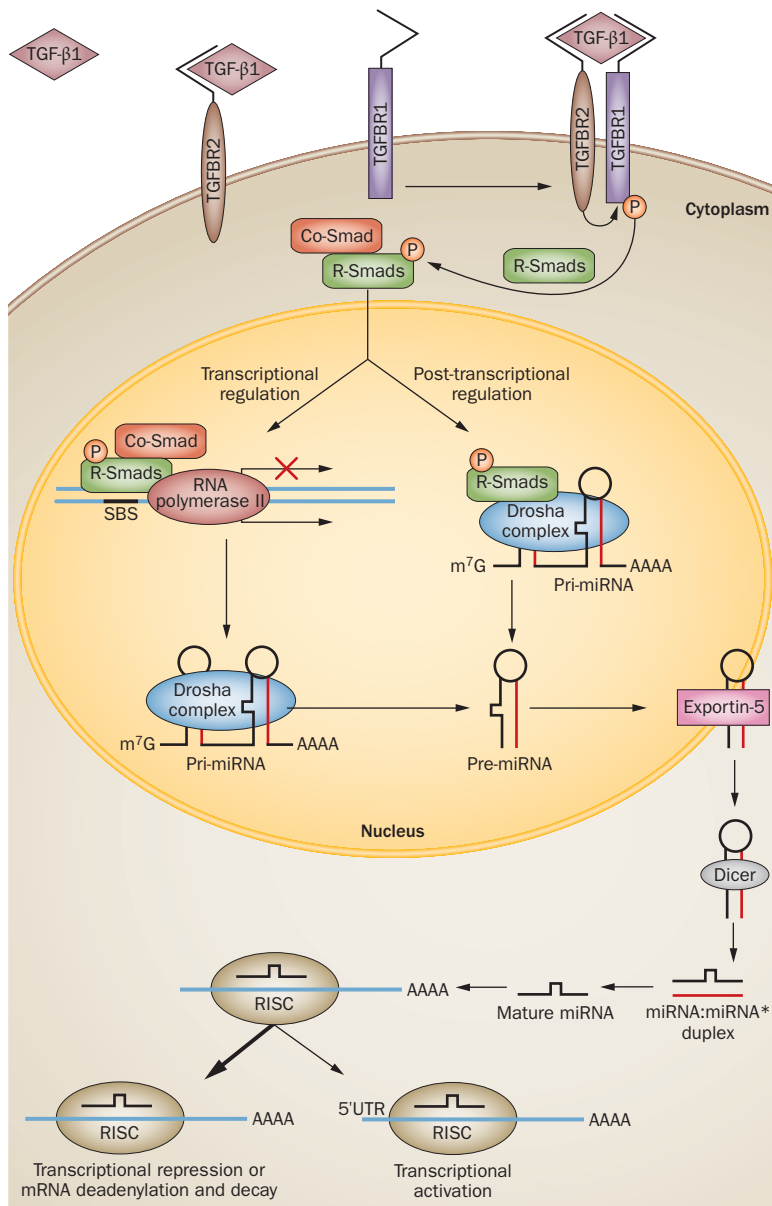 TGF-β1
TGF-β1
TGFBR2
TGFBR1
TGF-β1
TGFBR2
TGFBR1
P
Cytoplasm
Co-Smad
P
R-Smads
R-Smads
Transcriptional
regulation
Post-transcriptional
regulation
Co-Smad
P
R-Smads
RNA
polymerase II
SBS
P
R-Smads
Drosha
complex
m⁷G
AAAA
Pri-miRNA
Drosha
complex
m⁷G
AAAA
Pri-miRNA
Pre-miRNA
Exportin-5
Nucleus
Dicer
RISC
AAAA
Mature miRNA
miRNA:miRNA*
duplex
RISC
AAAA
Transcriptional repression or
mRNA deadenylation and decay
5'UTR
RISC
AAAA
Transcriptional
activation